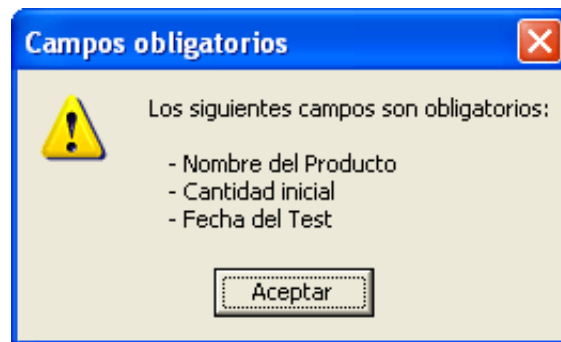 Campos obligatorios
Los siguientes campos son obligatorios:
- Nombre del Producto
- Cantidad inicial
- Fecha del Test
Aceptar